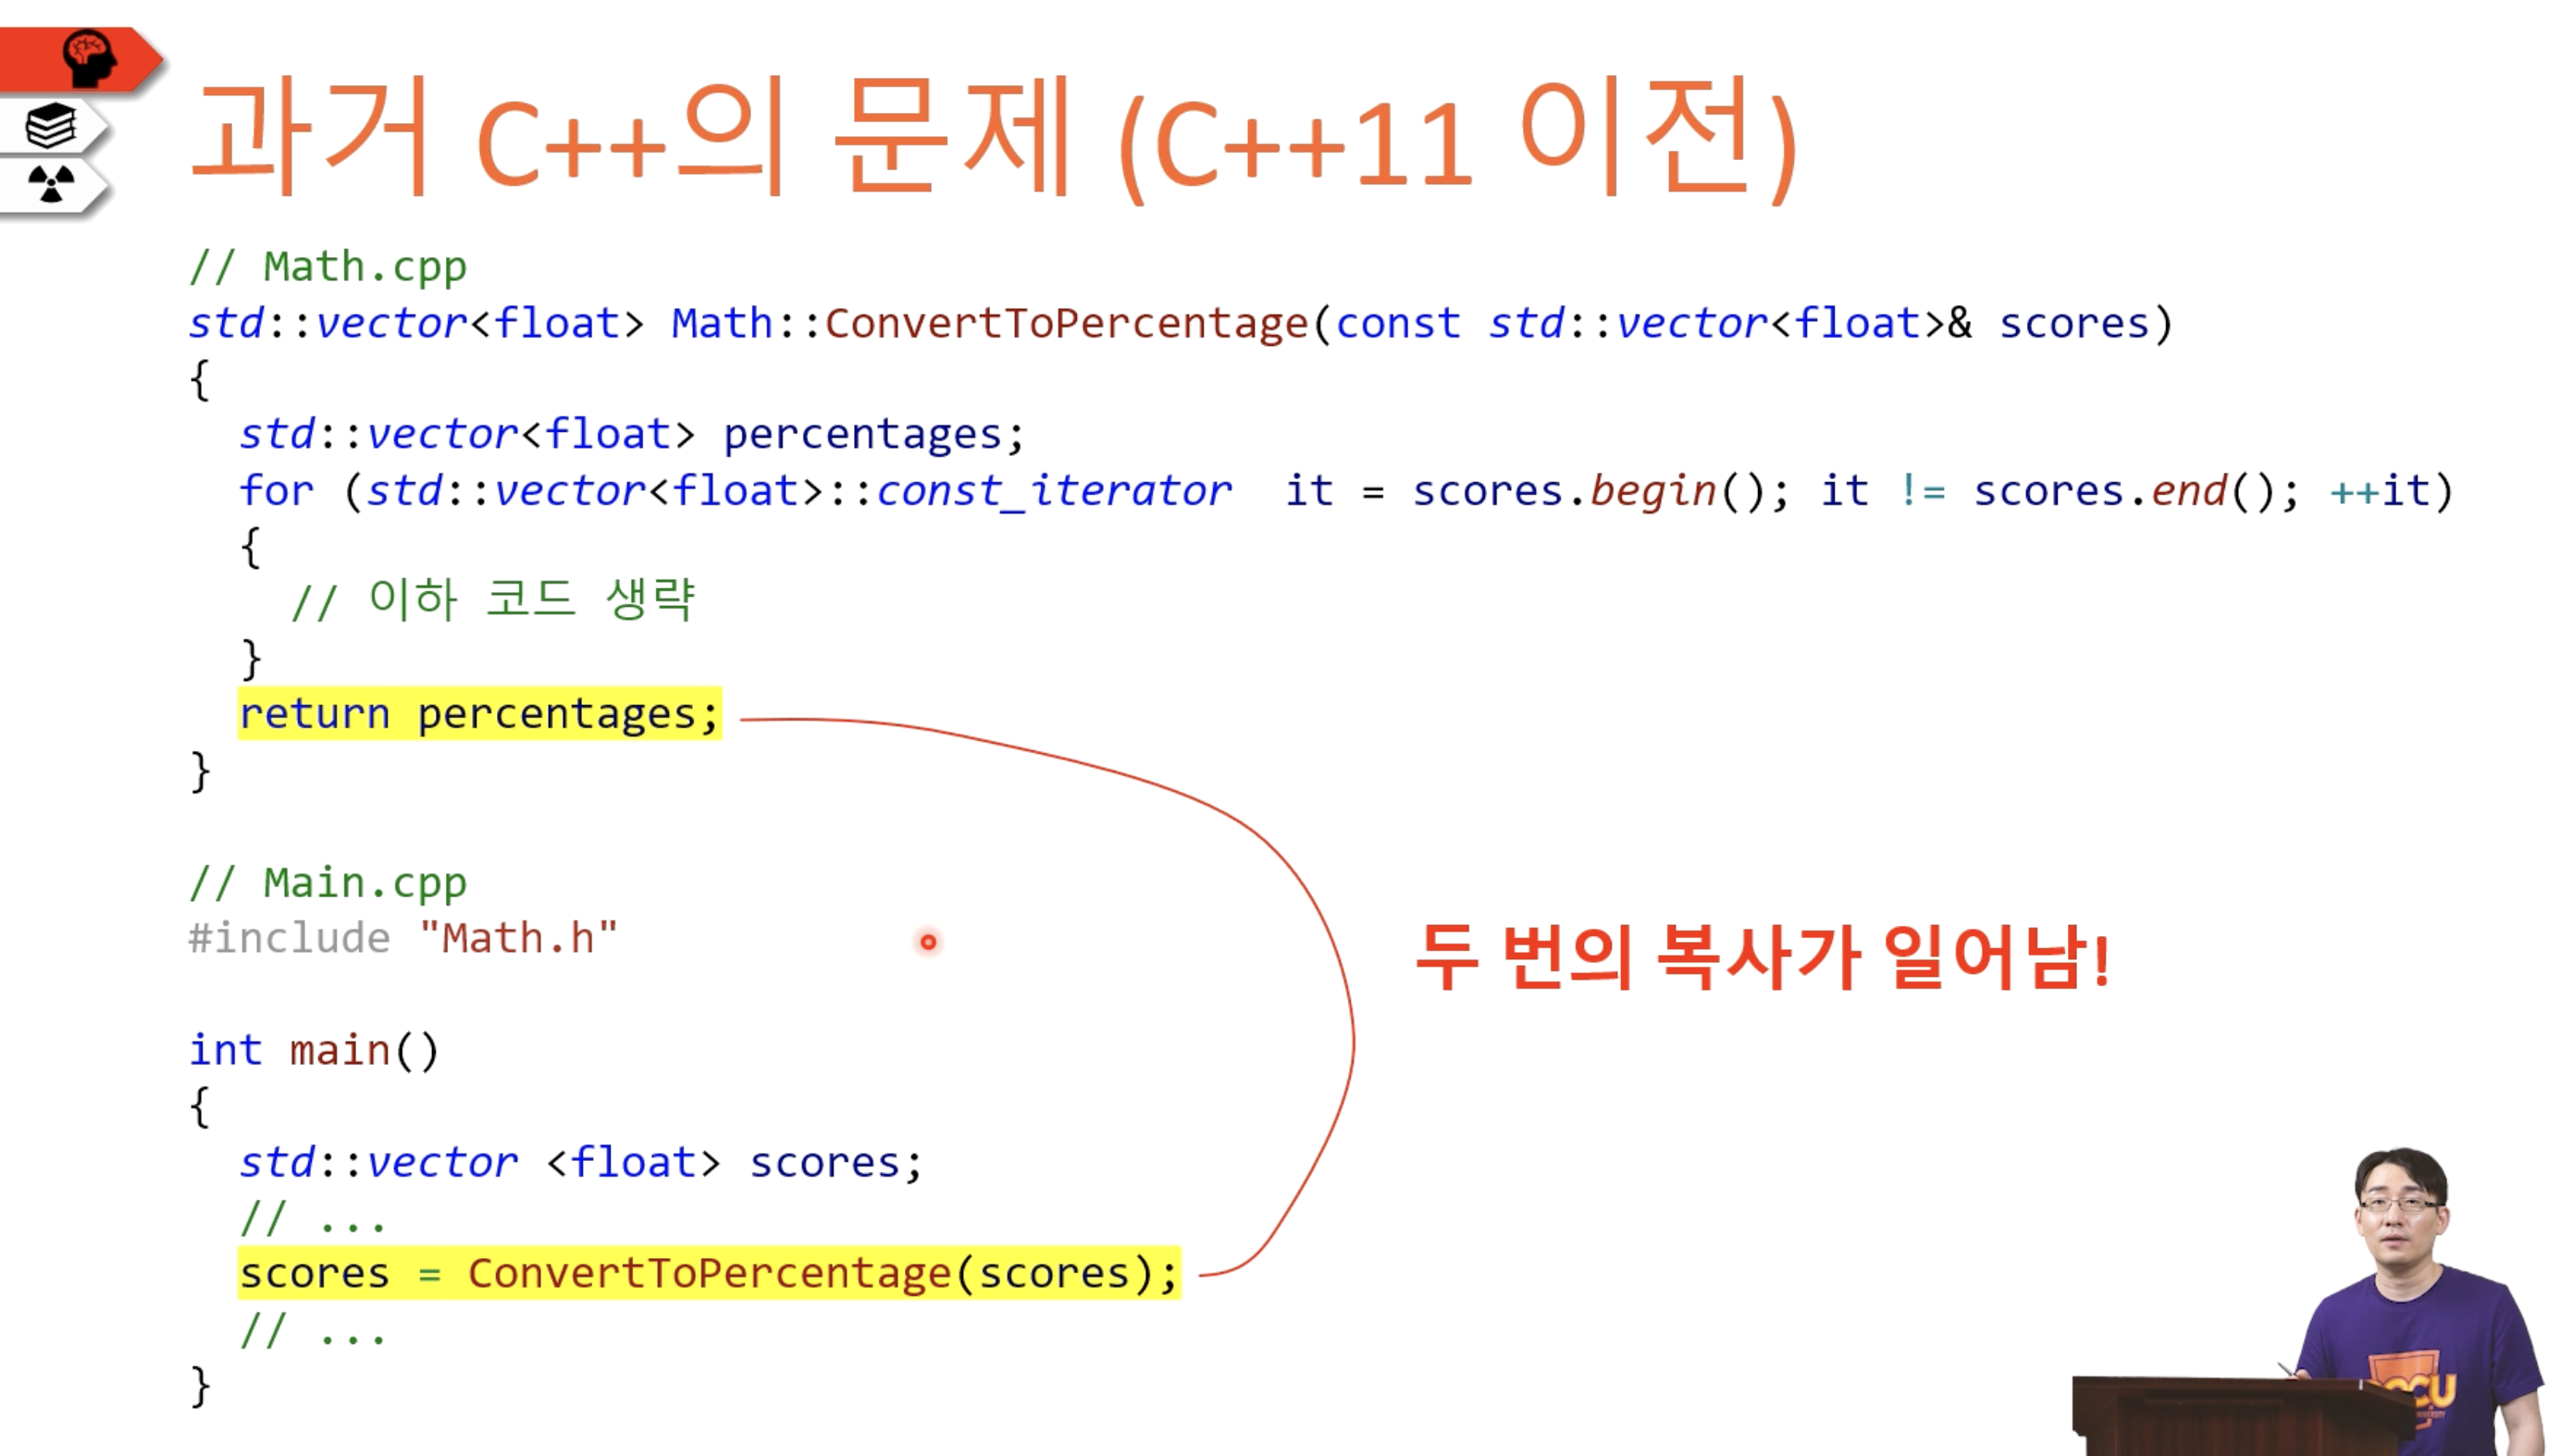 과거 C++의 문제 (C++11 이전)
// Math.cpp
std::vector<float> Math::ConvertToPercentage(const std::vector<float>& scores)
{
std::vector<float> percentages;
for (std::vector<float>::const_iterator  it = scores.begin(); it != scores.end(); ++it)
{
// 이하 코드 생략
}
return percentages;
}
// Main.cpp
#include "Math.h"
두 번의 복사가 일어남!
int main()
{
std::vector <float> scores;
// ...
scores = ConvertToPercentage(scores);
// ...
}